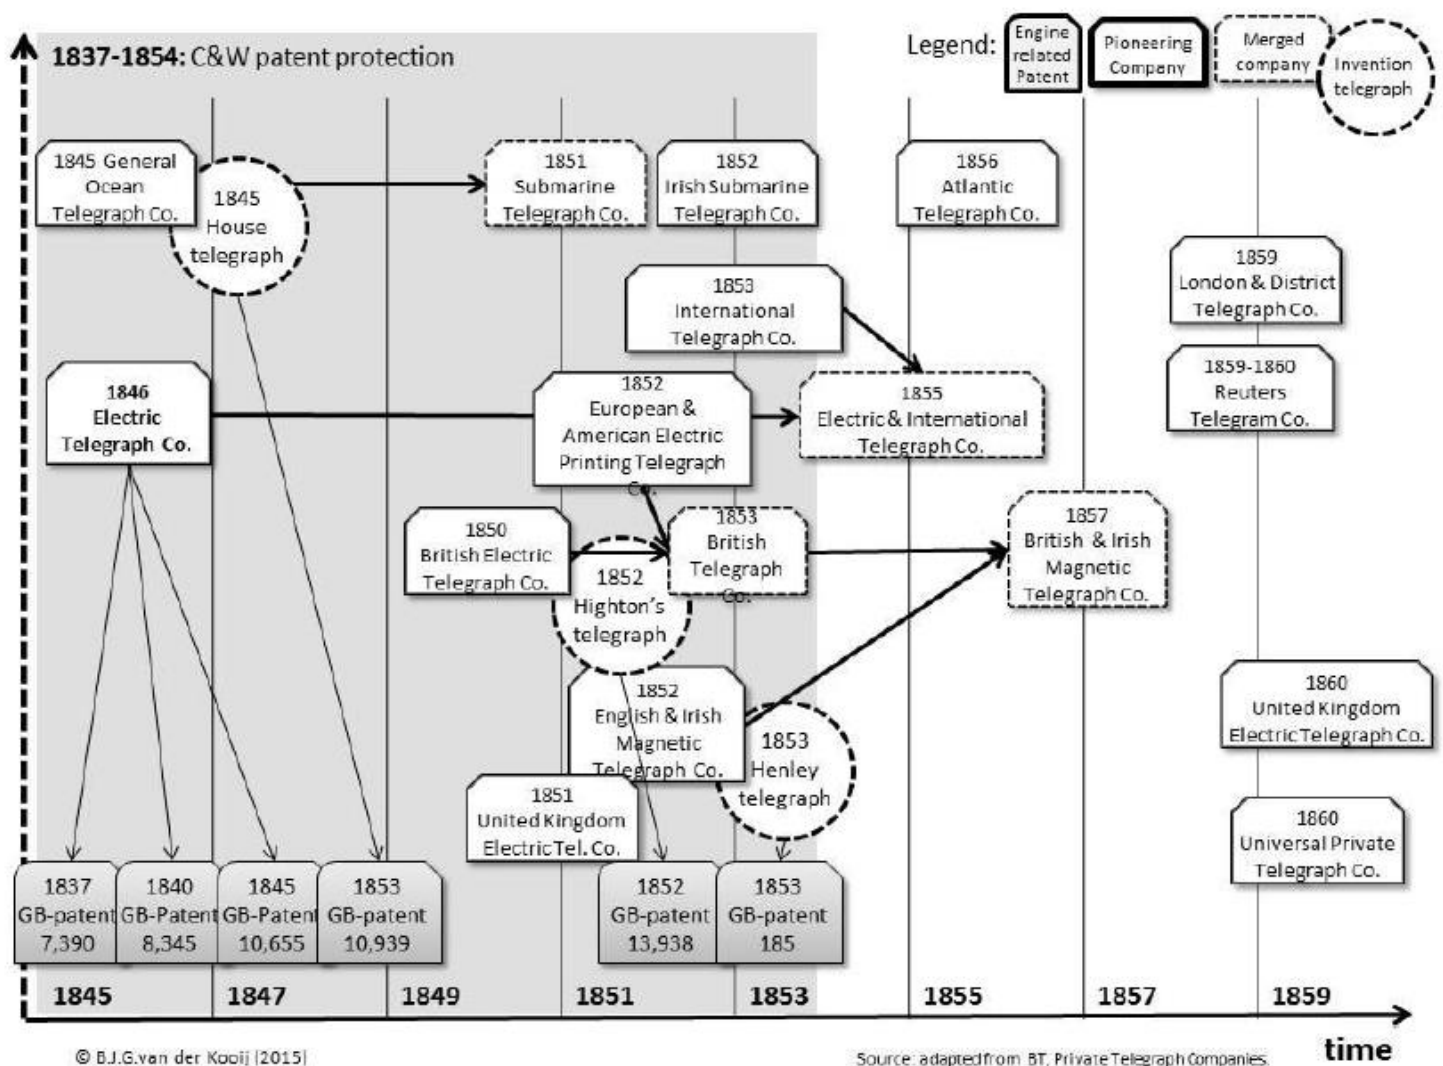 1837-1854: C&W patent protection
Legend:
Engine
related
Patent
Pioneering
Company
Merged
company
Invention
telegraph
1845 General
Ocean
Telegraph Co.
1845
House
telegraph
1851
Submarine
Telegraph Co.
1852
Irish Submarine
Telegraph Co.
1856
Atlantic
Telegraph Co.
1853
International
Telegraph Co.
1859
London & District
Telegraph Co.
1846
Electric
Telegraph Co.
1852
European &
American Electric
Printing Telegraph
Co.
1855
Electric & International
Telegraph Co.
1859-1860
Reuters
Telegram Co.
1850
British Electric
Telegraph Co.
1852
Highton's
telegraph
1853
British
Telegraph
Co.
1857
British & Irish
Magnetic
Telegraph Co.
1852
English & Irish
Magnetic
Telegraph Co.
1853
Henley
telegraph
1860
United Kingdom
Electric Telegraph Co.
1851
United Kingdom
Electric Tel. Co.
1860
Universal Private
Telegraph Co.
1837
GB-patent
7,390
1840
GB-Patent
8,345
1845
GB-Patent
10,655
1853
GB-patent
10,939
1852
GB-patent
13,938
1853
GB-patent
185
1845
1847
1849
1851
1853
1855
1857
1859
time
© B.J.G.van der Kooij (2015)
Source: adapted from BT, Private Telegraph Companies.